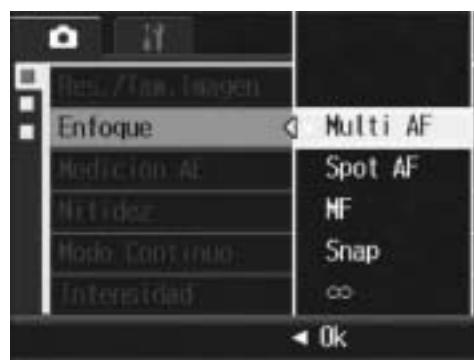 Res./Tam.Imagen
Enfoque
Multi AF
Medición AE
Spot AF
Nitidez
MF
Modo Continuo
Snap
Intensidad
∞
◄ Ok